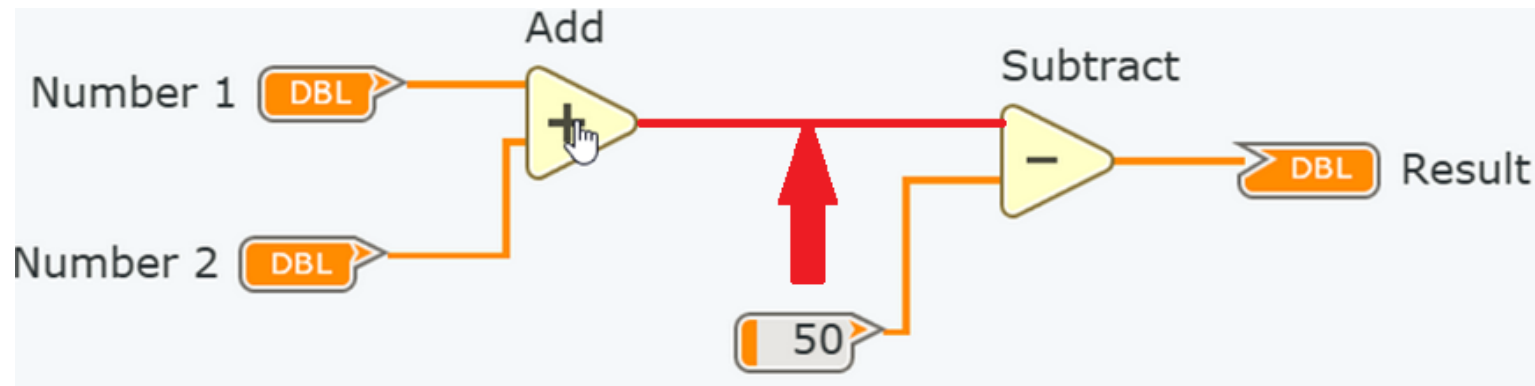 Add
Subtract
Number 1
DBL
+
−
DBL
Result
Number 2
DBL
50